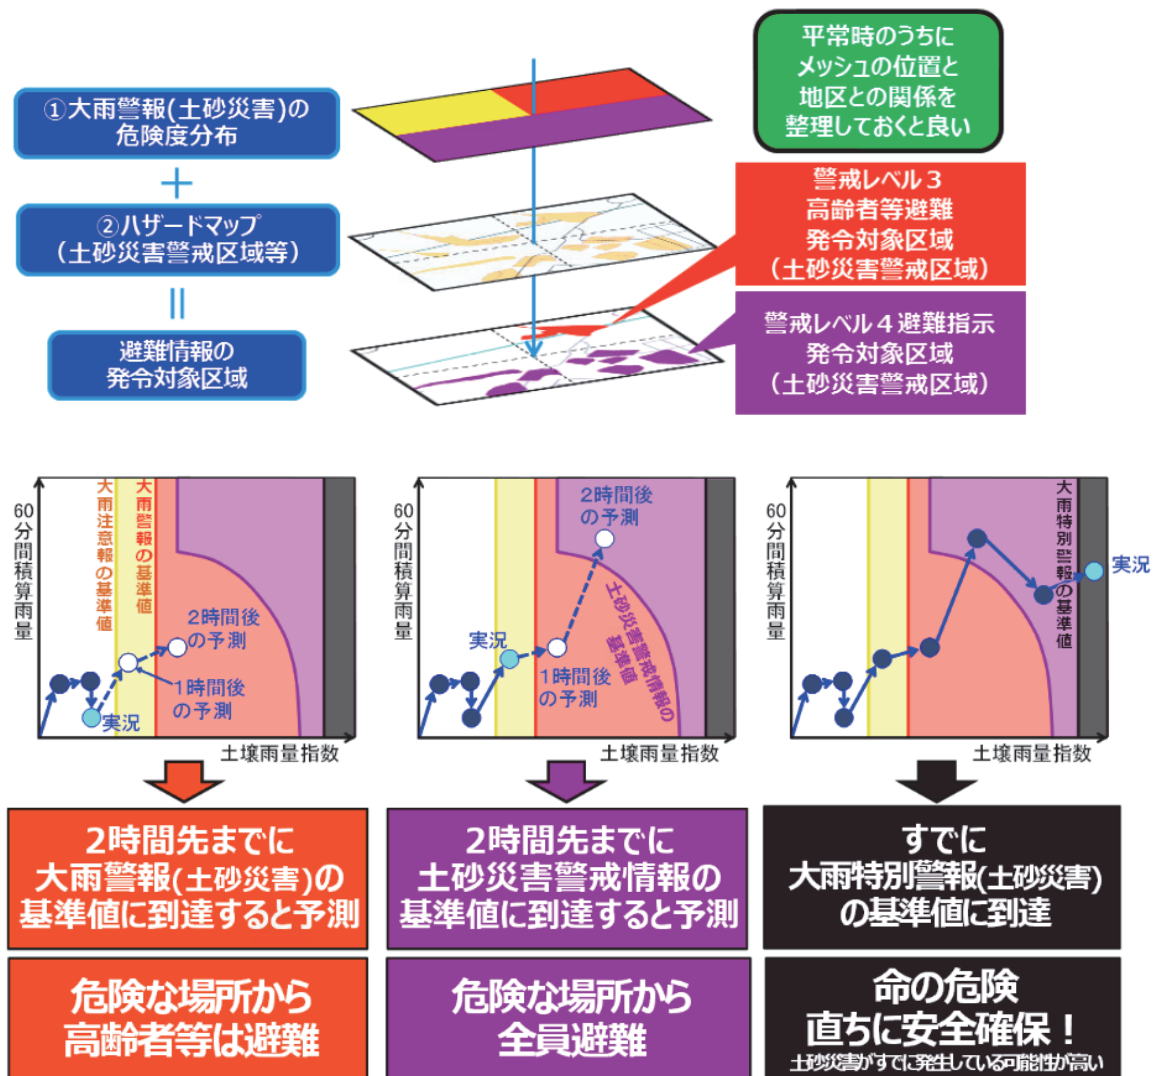 ①大雨警報(土砂災害)の
危険度分布
＋
②ハザードマップ
（土砂災害警戒区域等）
＝
避難情報の
発令対象区域
平常時のうちに
メッシュの位置と
地区との関係を
整理しておくと良い
警戒レベル３
高齢者等避難
発令対象区域
（土砂災害警戒区域）
警戒レベル４避難指示
発令対象区域
（土砂災害警戒区域）
60分間積算雨量
大雨注意報の基準値
大雨警報の基準値
2時間後
の予測
1時間後
の予測
実況
土壌雨量指数
60分間積算雨量
2時間後
の予測
実況
1時間後
の予測
土砂災害警戒情報の
基準値
土壌雨量指数
60分間積算雨量
大雨特別警報の基準値
実況
土壌雨量指数
2時間先までに
大雨警報(土砂災害)の
基準値に到達すると予測
危険な場所から
高齢者等は避難
2時間先までに
土砂災害警戒情報の
基準値に到達すると予測
危険な場所から
全員避難
すでに
大雨特別警報(土砂災害)
の基準値に到達
命の危険
直ちに安全確保！
土砂災害がすでに発生している可能性が高い